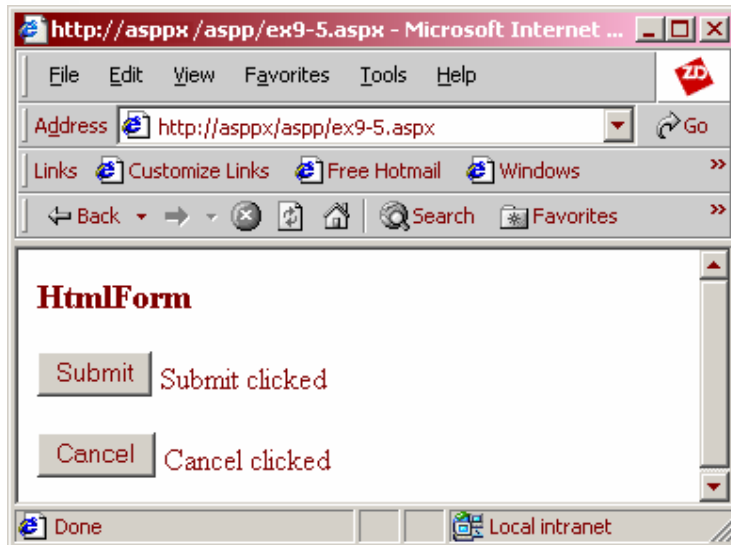 http://asppx/aspp/ex9-5.aspx - Microsoft Internet ...
File Edit View Favorites Tools Help
ZD
Address http://asppx/aspp/ex9-5.aspx Go
Links Customize Links Free Hotmail Windows »
Back Search Favorites »
HtmlForm
Submit Submit clicked
Cancel Cancel clicked
Done Local intranet